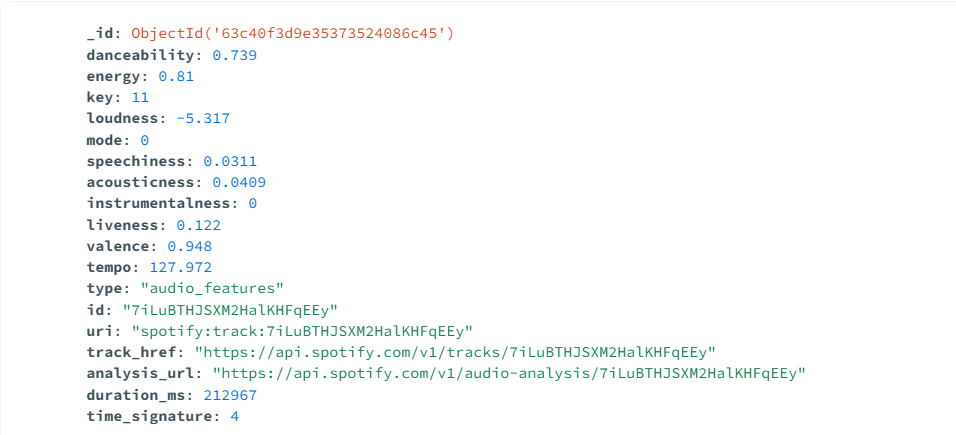 _id: ObjectId('63c40f3d9e35373524086c45')
danceability: 0.739
energy: 0.81
key: 11
loudness: -5.317
mode: 0
speechiness: 0.0311
acousticness: 0.0409
instrumentalness: 0
liveness: 0.122
valence: 0.948
tempo: 127.972
type: "audio_features"
id: "7iLuBTHJSXM2HalKHFqEEy"
uri: "spotify:track:7iLuBTHJSXM2HalKHFqEEy"
track_href: "https://api.spotify.com/v1/tracks/7iLuBTHJSXM2HalKHFqEEy"
analysis_url: "https://api.spotify.com/v1/audio-analysis/7iLuBTHJSXM2HalKHFqEEy"
duration_ms: 212967
time_signature: 4